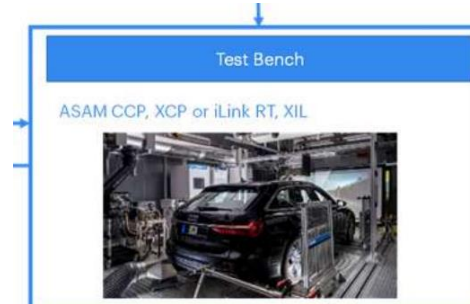 Test Bench
ASAM CCP, XCP or iLink RT, XIL